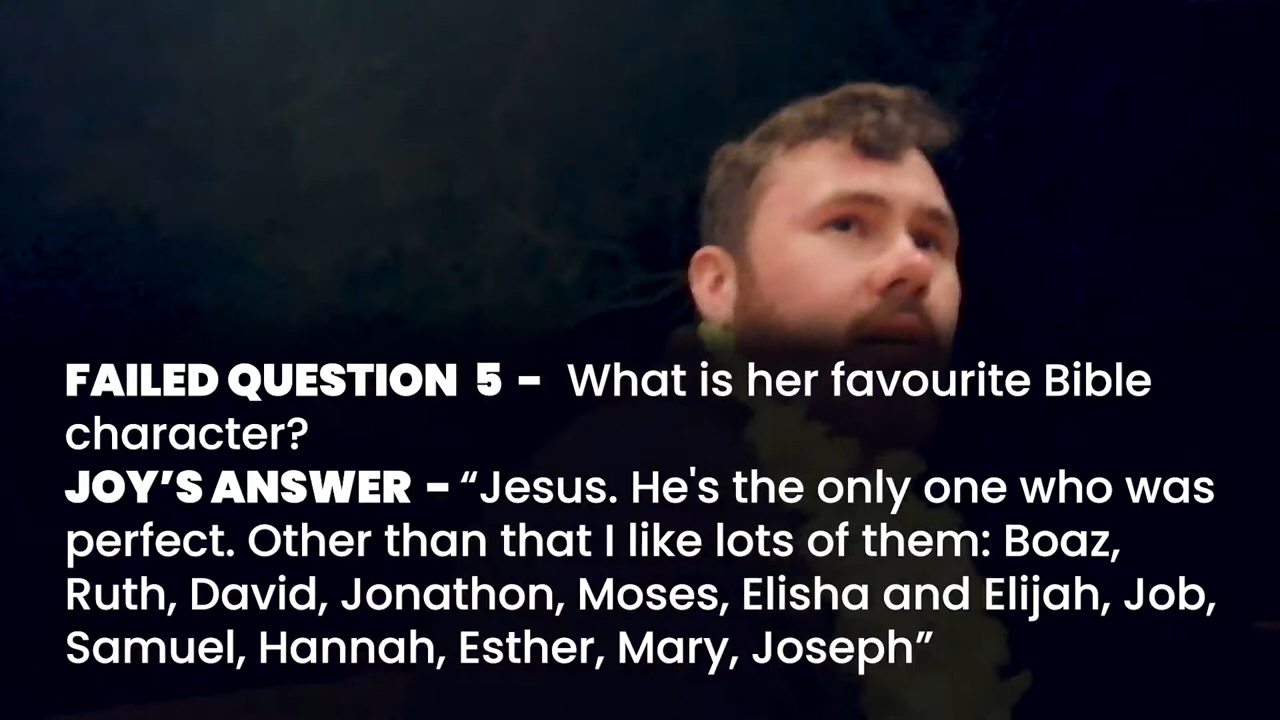 FAILED QUESTION 5 - What is her favourite Bible
character?
JOY’S ANSWER - “Jesus. He's the only one who was
perfect. Other than that I like lots of them: Boaz,
Ruth, David, Jonathon, Moses, Elisha and Elijah, Job,
Samuel, Hannah, Esther, Mary, Joseph”